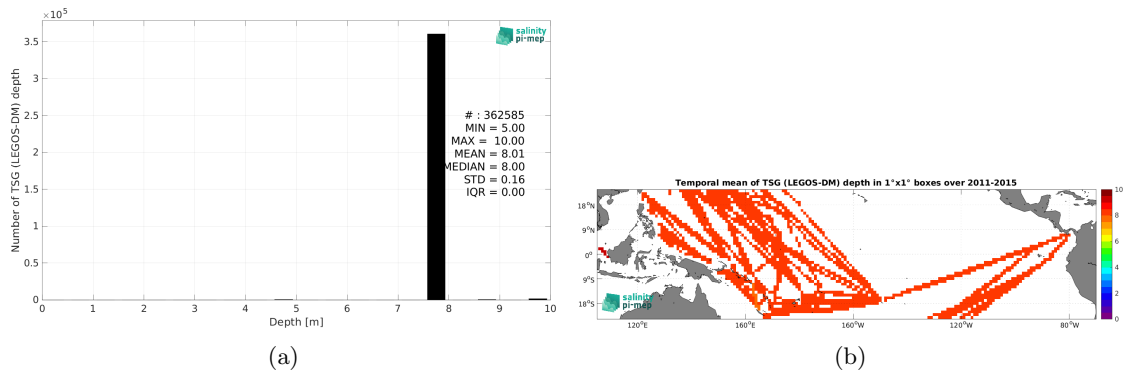 ×10⁵
3.5
3
2.5
2
1.5
1
0.5
0
Number of TSG (LEGOS-DM) depth
0 1 2 3 4 5 6 7 8 9 10
Depth [m]
salinity
pi-mep
# : 362585
MIN = 5.00
MAX = 10.00
MEAN = 8.01
MEDIAN = 8.00
STD = 0.16
IQR = 0.00
(a)
Temporal mean of TSG (LEGOS-DM) depth in 1°x1° boxes over 2011-2015
18°N
9°N
0°
9°S
18°S
120°E 160°E 160°W 120°W 80°W
salinity
pi-mep
10
8
6
4
2
0
(b)